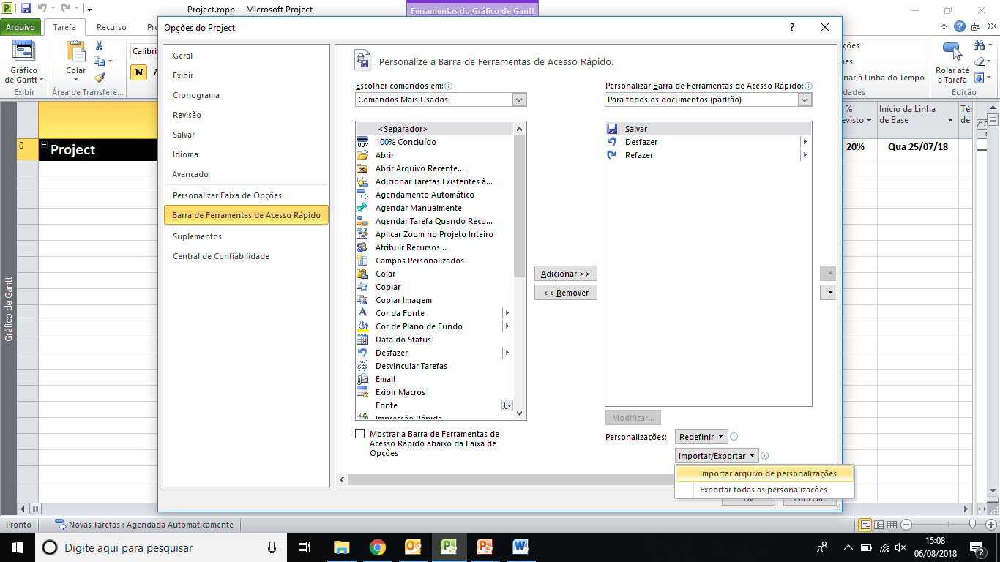 Project.mpp - Microsoft Project
Ferramentas do Gráfico de Gantt
Arquivo
Tarefa
Recurso
Opções do Project
?
Calibri
Gráfico
de Gantt
Colar
N
Exibir
Área de Transferê...
Rolar até
a Tarefa
onar à Linha do Tempo
Edição
Geral
Exibir
Cronograma
Revisão
Salvar
Idioma
Avançado
Personalizar Faixa de Opções
Barra de Ferramentas de Acesso Rápido
Suplementos
Central de Confiabilidade
Personalize a Barra de Ferramentas de Acesso Rápido.
Escolher comandos em:
Comandos Mais Usados
<Separador>
100% Concluído
Abrir
Abrir Arquivo Recente...
Adicionar Tarefas Existentes à...
Agendamento Automático
Agendar Manualmente
Agendar Tarefa Quando Recu...
Aplicar Zoom no Projeto Inteiro
Atribuir Recursos...
Campos Personalizados
Colar
Copiar
Copiar Imagem
Cor da Fonte
Cor de Plano de Fundo
Data do Status
Desfazer
Desvincular Tarefas
Email
Exibir Macros
Fonte
Impressão Rápida
Mostrar a Barra de Ferramentas de
Acesso Rápido abaixo da Faixa de
Opções
Adicionar >>
<< Remover
Personalizar Barra de Ferramentas de Acesso Rápido:
Para todos os documentos (padrão)
Salvar
Desfazer
Refazer
Modificar...
Personalizações:
Redefinir
Importar/Exportar
Importar arquivo de personalizações
Exportar todas as personalizações
OK
Cancelar
%
evisto
Início da Linha
de Base
Tér
de
0
Project
20%
Qua 25/07/18
Gráfico de Gantt
Pronto
Novas Tarefas : Agendada Automaticamente
Digite aqui para pesquisar
15:08
06/08/2018
2